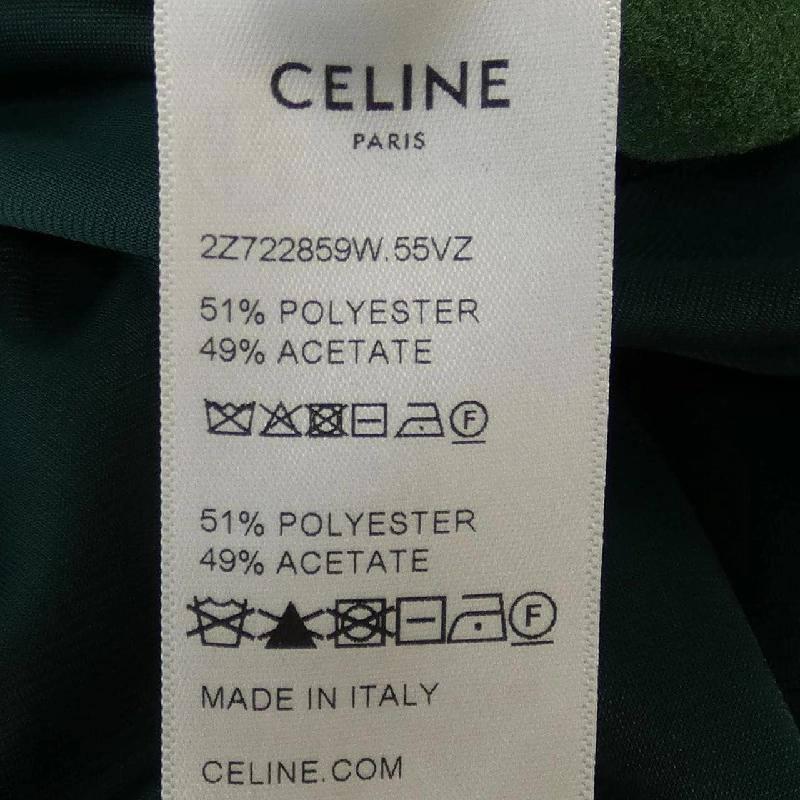 CELINE
PARIS
2Z722859W.55VZ
51% POLYESTER
49% ACETATE
F
51% POLYESTER
49% ACETATE
F
MADE IN ITALY
CELINE.COM